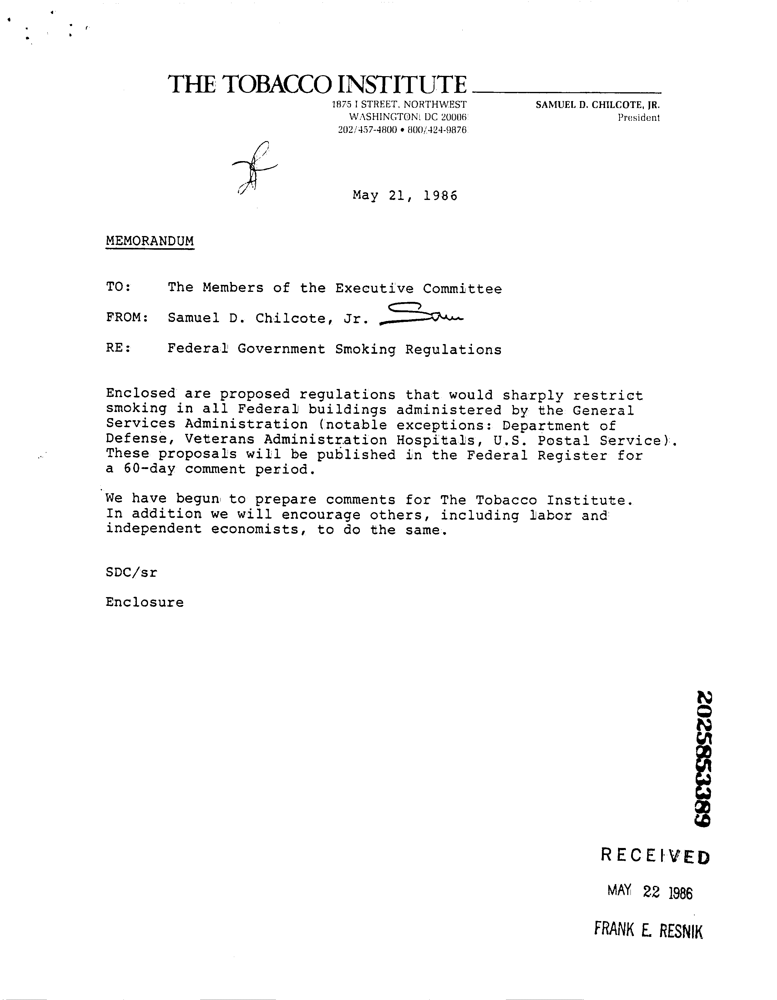 THE TOBACCO INSTITUTE
1875 I STREET, NORTHWEST
WASHINGTON, DC 20006
202/457-4800 • 800/424-9876
SAMUEL D. CHILCOTE, JR.
President
May 21, 1986
MEMORANDUM
TO: The Members of the Executive Committee
FROM: Samuel D. Chilcote, Jr. Sam
RE: Federal Government Smoking Regulations
Enclosed are proposed regulations that would sharply restrict
smoking in all Federal buildings administered by the General
Services Administration (notable exceptions: Department of
Defense, Veterans Administration Hospitals, U.S. Postal Service).
These proposals will be published in the Federal Register for
a 60-day comment period.
We have begun to prepare comments for The Tobacco Institute.
In addition we will encourage others, including labor and
independent economists, to do the same.
SDC/sr
Enclosure
2025853389
RECEIVED
MAY 22 1986
FRANK E. RESNIK